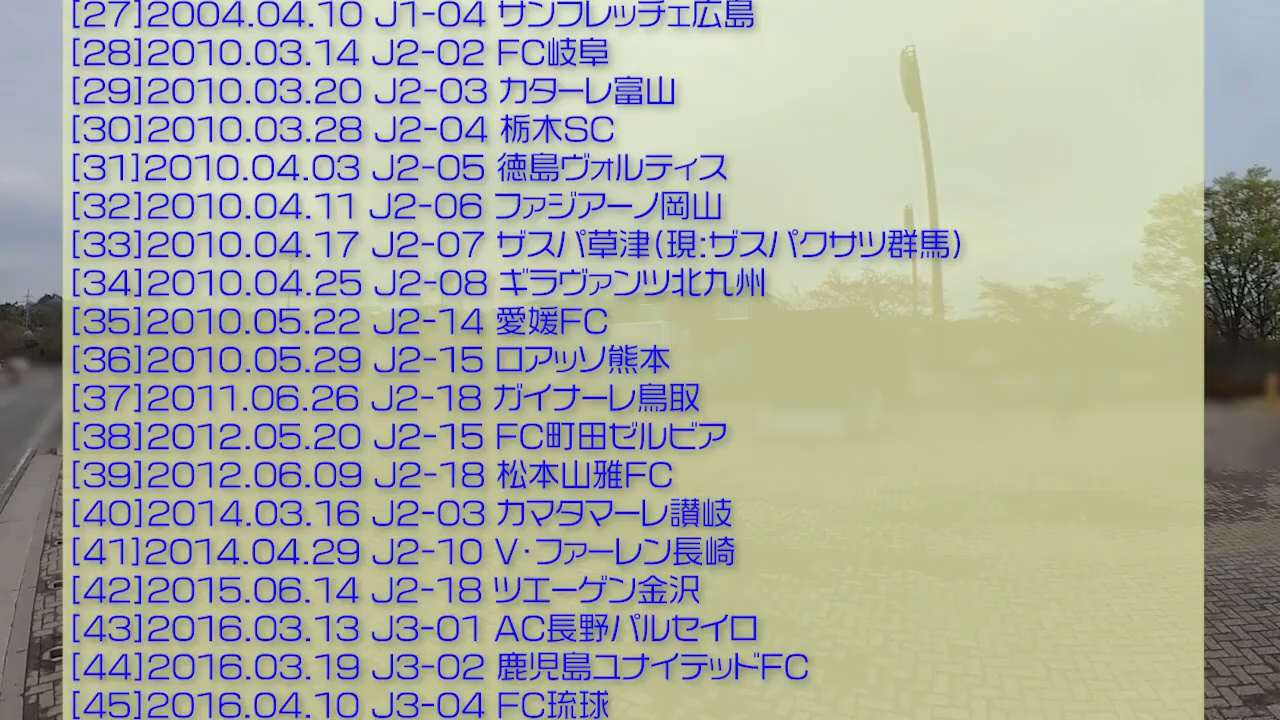 [27]2004.04.10 J1-04 サンフレッチェ広島
[28]2010.03.14 J2-02 FC岐阜
[29]2010.03.20 J2-03 カターレ富山
[30]2010.03.28 J2-04 栃木SC
[31]2010.04.03 J2-05 徳島ヴォルティス
[32]2010.04.11 J2-06 ファジアーノ岡山
[33]2010.04.17 J2-07 ザスパ草津(現:ザスパクサツ群馬)
[34]2010.04.25 J2-08 ギラヴァンツ北九州
[35]2010.05.22 J2-14 愛媛FC
[36]2010.05.29 J2-15 ロアッソ熊本
[37]2011.06.26 J2-18 ガイナーレ鳥取
[38]2012.05.20 J2-15 FC町田ゼルビア
[39]2012.06.09 J2-18 松本山雅FC
[40]2014.03.16 J2-03 カマタマーレ讃岐
[41]2014.04.29 J2-10 V・ファーレン長崎
[42]2015.06.14 J2-18 ツエーゲン金沢
[43]2016.03.13 J3-01 AC長野パルセイロ
[44]2016.03.19 J3-02 鹿児島ユナイテッドFC
[45]2016.04.10 J3-04 FC琉球